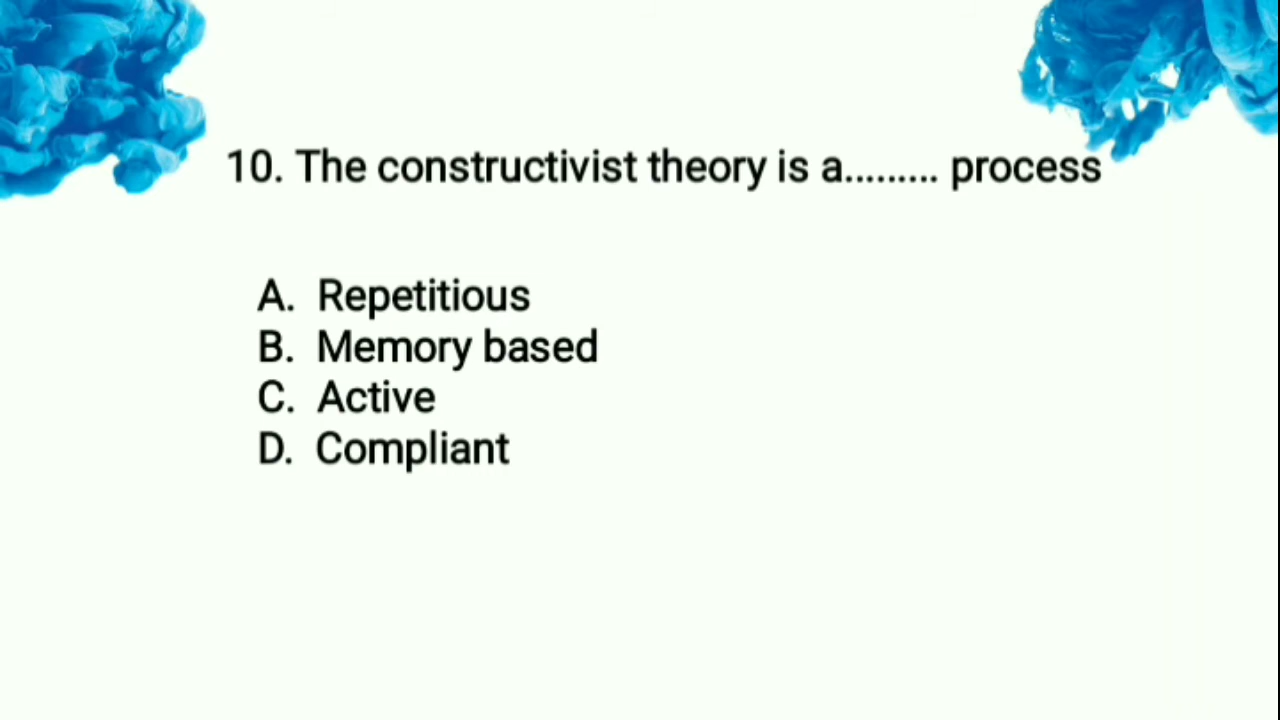 10. The constructivist theory is a......... process
A. Repetitious
B. Memory based
C. Active
D. Compliant